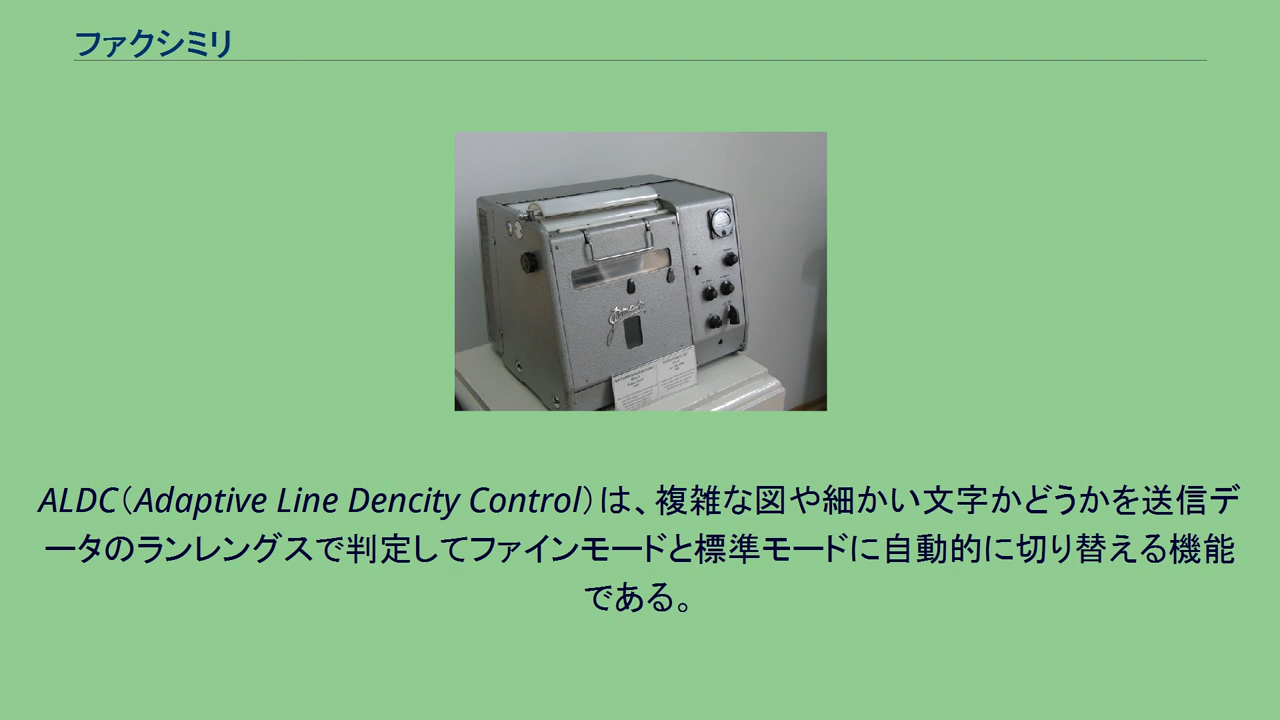 ファクシミリ
ALDC（Adaptive Line Dencity Control）は、複雑な図や細かい文字かどうかを送信デ
ータのランレングスで判定してファインモードと標準モードに自動的に切り替える機能
である。